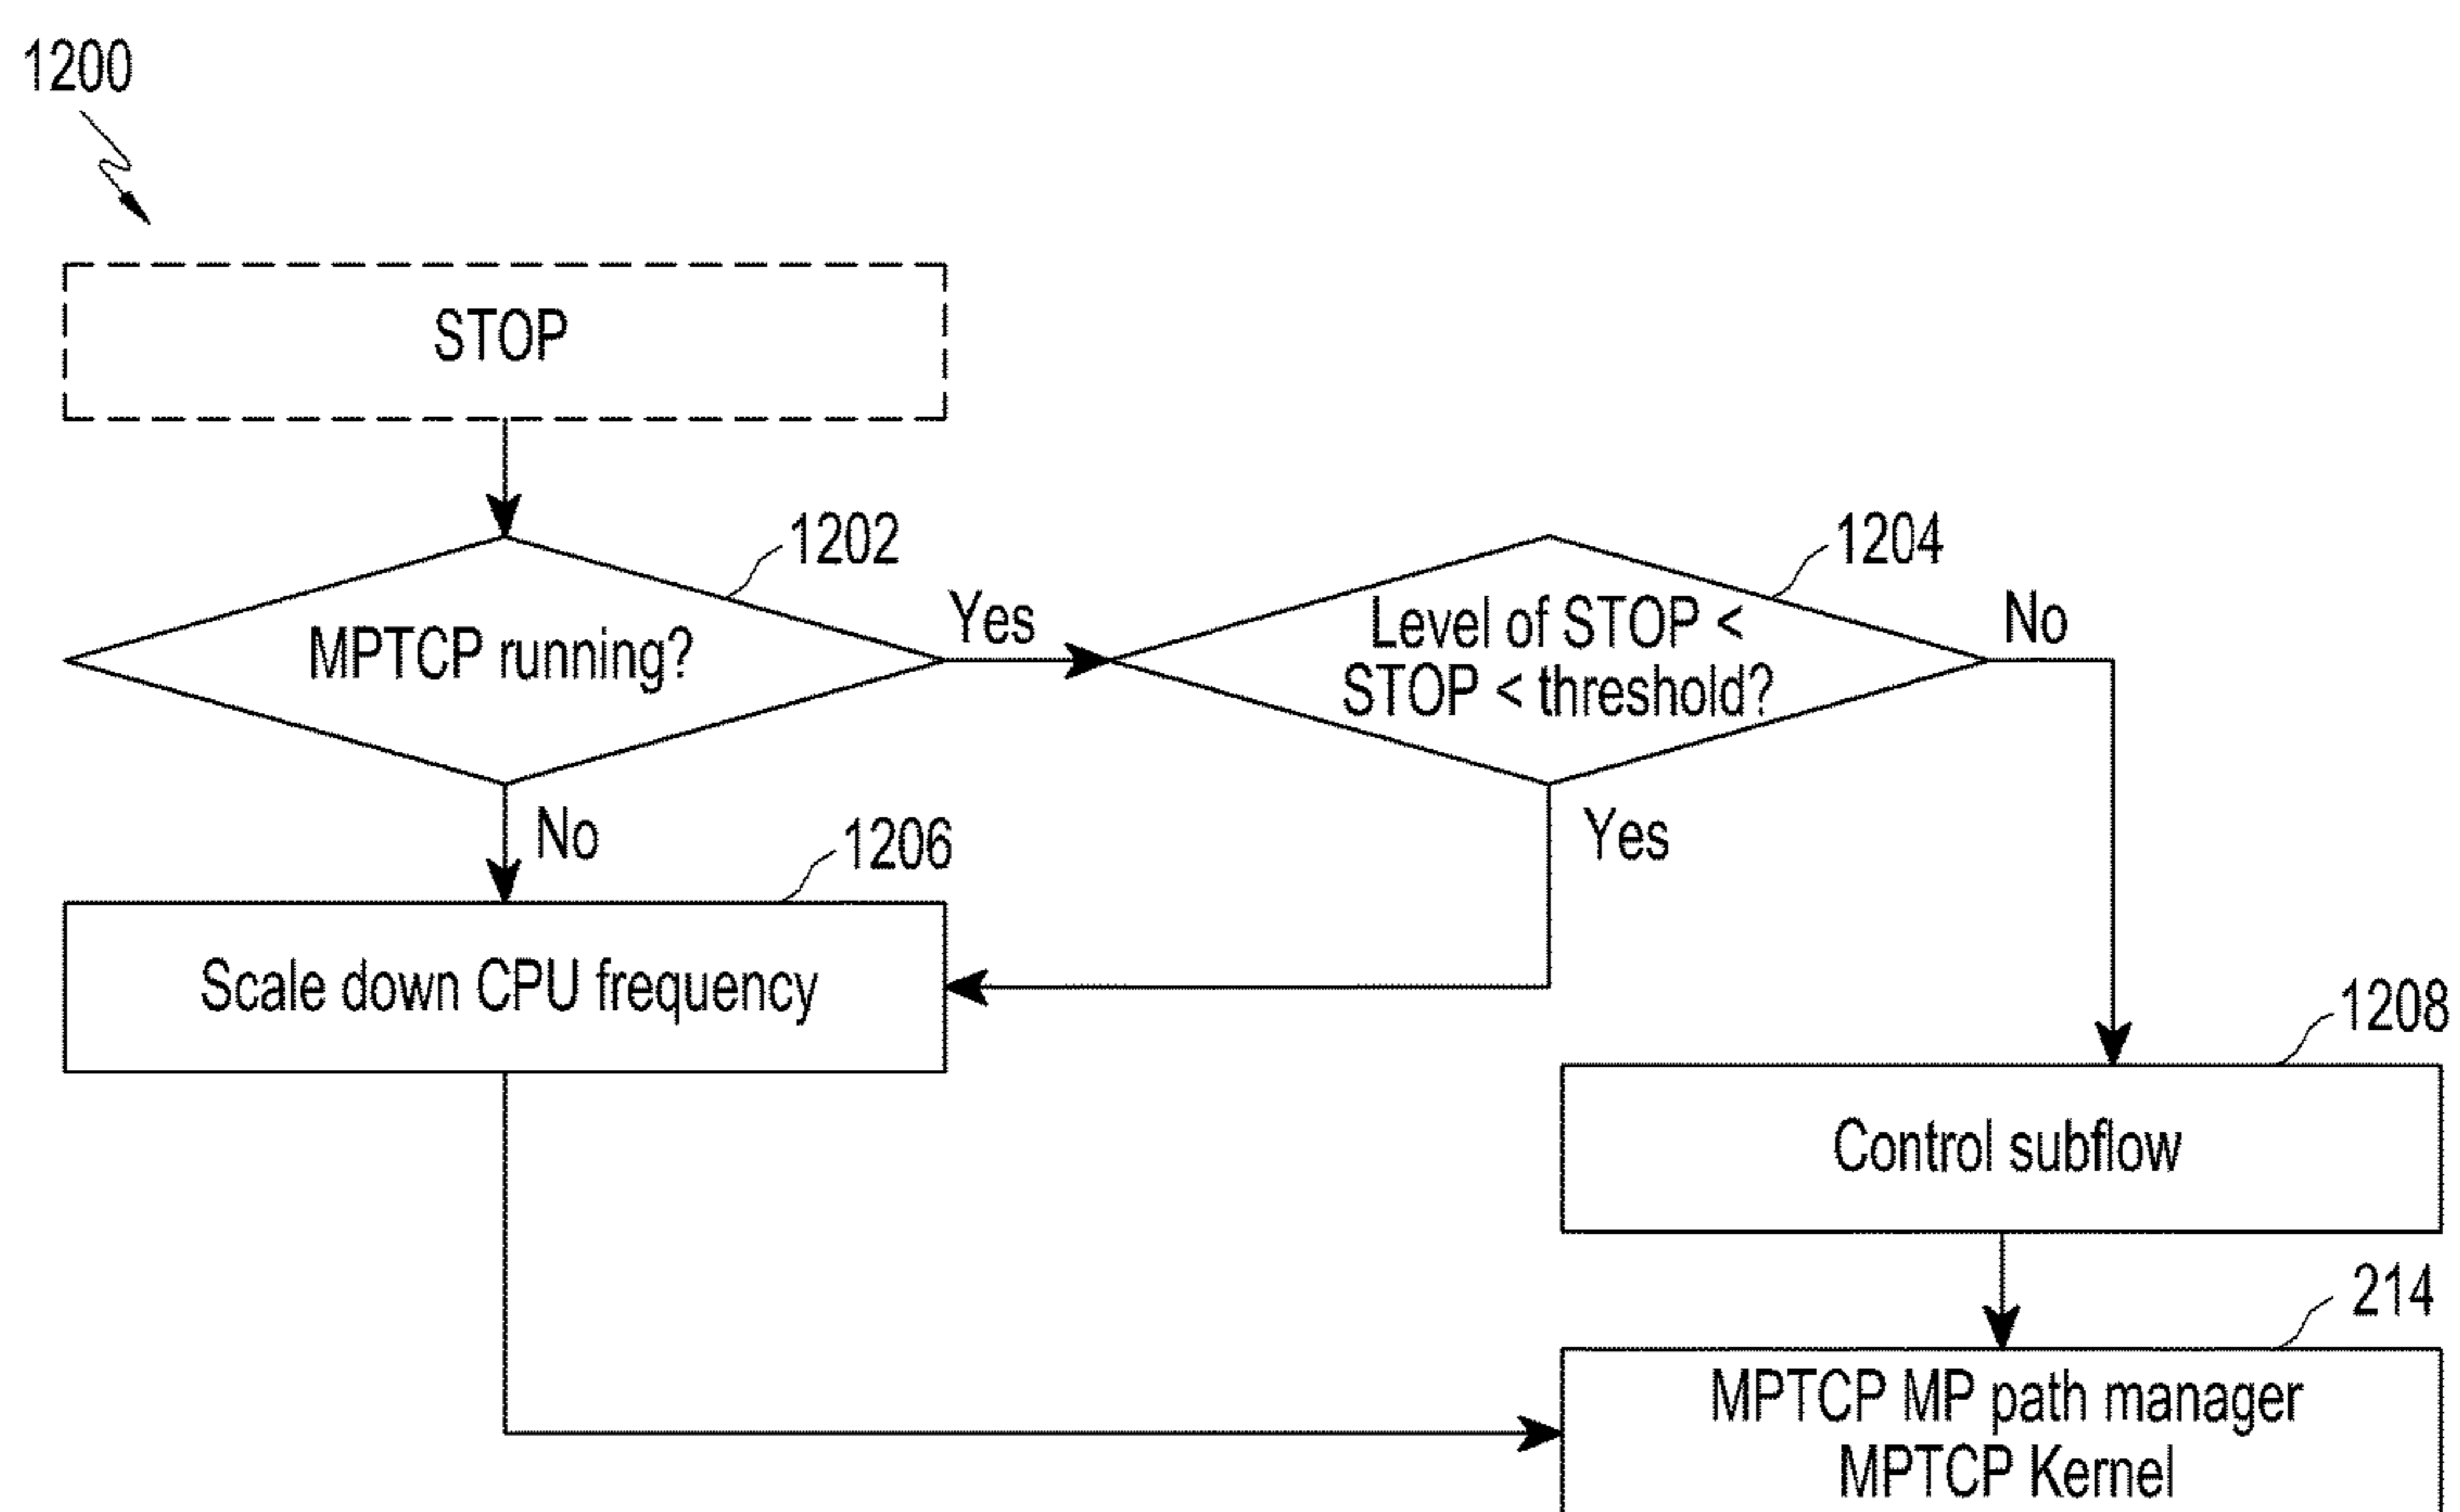 1200
STOP
1202
1204
MPTCP running?
Yes
Level of STOP <
STOP < threshold?
No
No
1206
Yes
Scale down CPU frequency
1208
Control subflow
214
MPTCP MP path manager
MPTCP Kernel